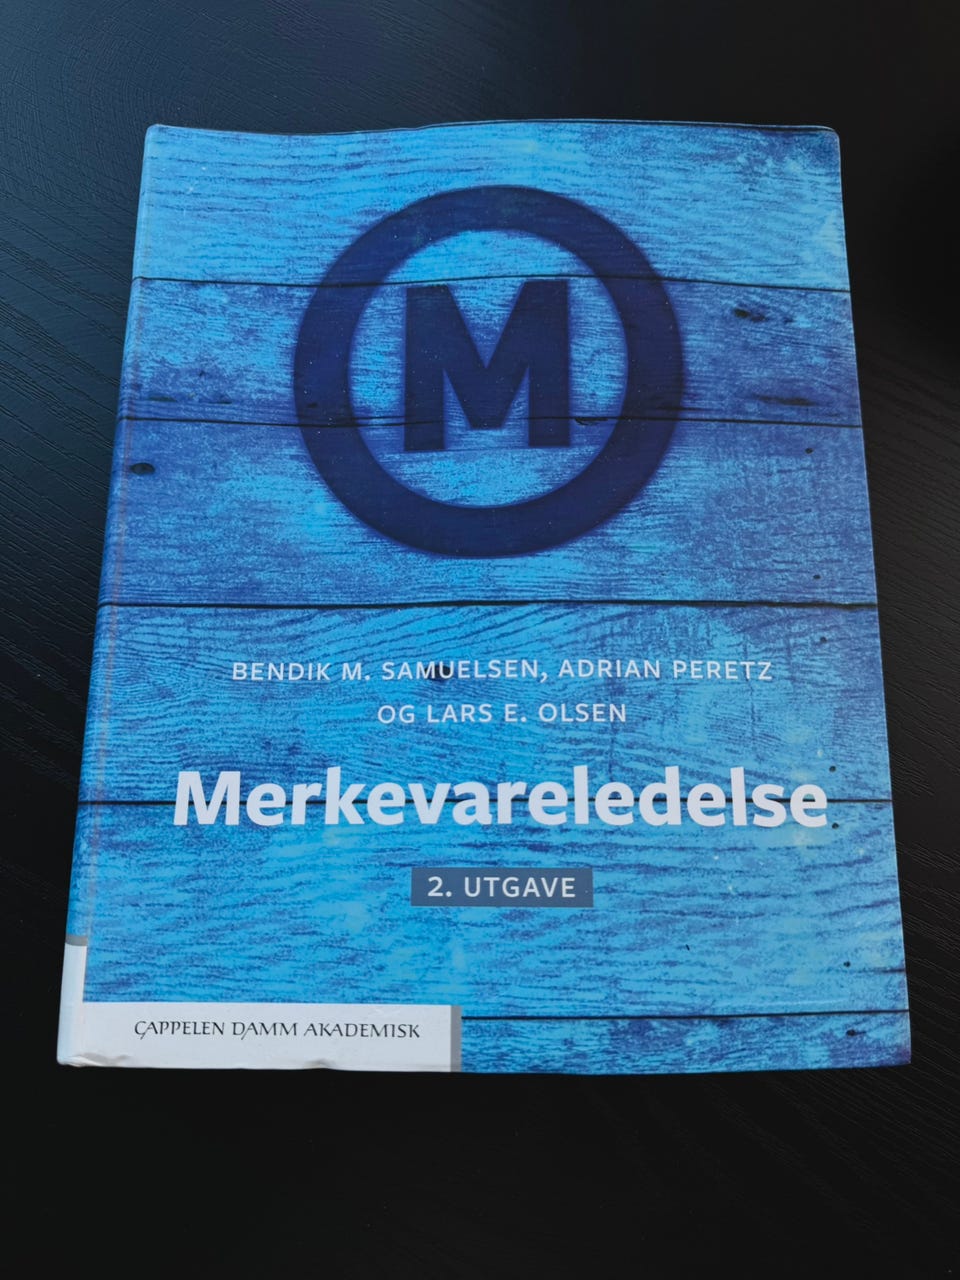 M
BENDIK M. SAMUELSEN, ADRIAN PERETZ
OG LARS E. OLSEN
Merkevareledelse
2. UTGAVE
CAPPELEN DAMM AKADEMISK